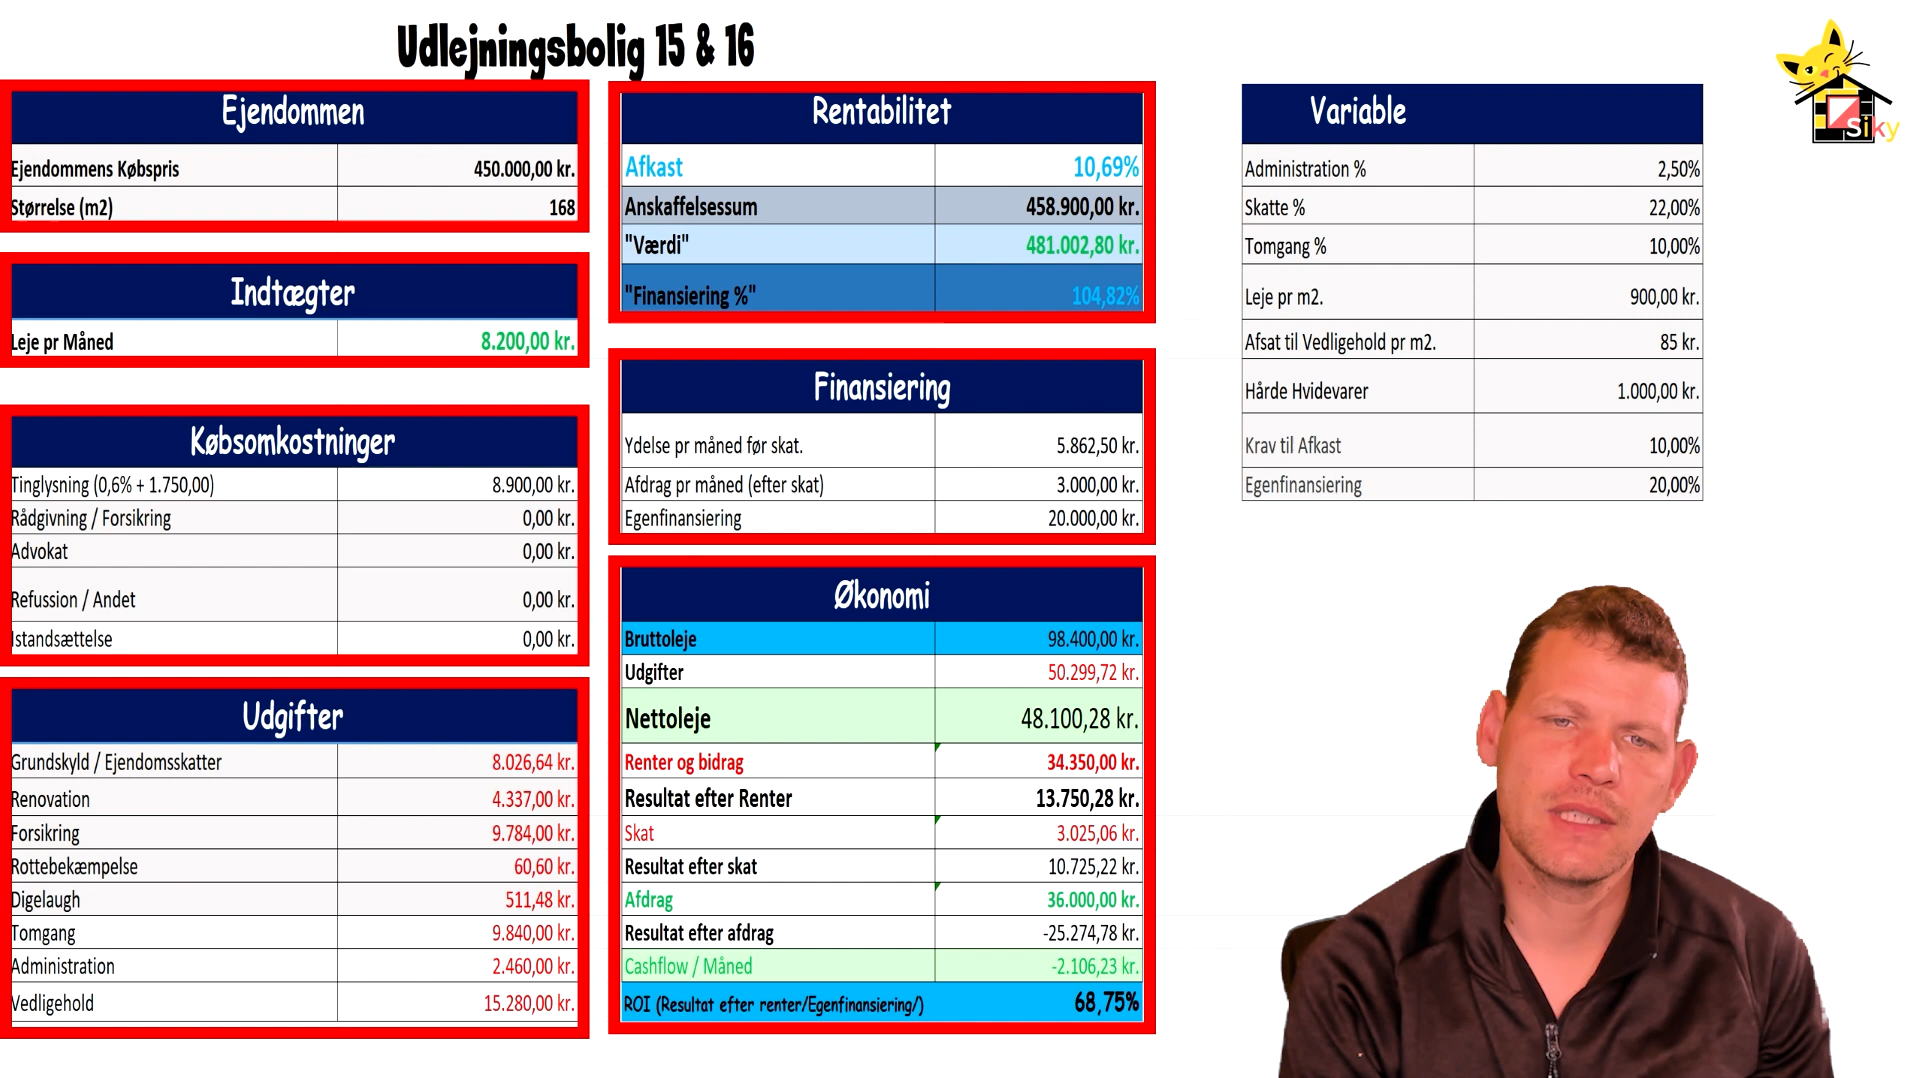 Udlejningsbolig 15 & 16
Ejendommen
Ejendommens Købspris 450.000,00 kr.
Størrelse (m2) 168
Indtægter
Leje pr Måned 8.200,00 kr.
Købsomkostninger
Tinglysning (0,6% + 1.750,00) 8.900,00 kr.
Rådgivning / Forsikring 0,00 kr.
Advokat 0,00 kr.
Refussion / Andet 0,00 kr.
Istandsættelse 0,00 kr.
Udgifter
Grundskyld / Ejendomsskatter 8.026,64 kr.
Renovation 4.337,00 kr.
Forsikring 9.784,00 kr.
Rottebekæmpelse 60,60 kr.
Digelaugh 511,48 kr.
Tomgang 9.840,00 kr.
Administration 2.460,00 kr.
Vedligehold 15.280,00 kr.
Rentabilitet
Afkast 10,69%
Anskaffelsessum 458.900,00 kr.
"Værdi" 481.002,80 kr.
"Finansiering %" 104,82%
Finansiering
Ydelse pr måned før skat. 5.862,50 kr.
Afdrag pr måned (efter skat) 3.000,00 kr.
Egenfinansiering 20.000,00 kr.
Økonomi
Bruttoleje 98.400,00 kr.
Udgifter 50.299,72 kr.
Nettoleje 48.100,28 kr.
Renter og bidrag 34.350,00 kr.
Resultat efter Renter 13.750,28 kr.
Skat 3.025,06 kr.
Resultat efter skat 10.725,22 kr.
Afdrag 36.000,00 kr.
Resultat efter afdrag -25.274,78 kr.
Cashflow / Måned -2.106,23 kr.
ROI (Resultat efter renter/Egenfinansiering/) 68,75%
Variable
Administration % 2,50%
Skatte % 22,00%
Tomgang % 10,00%
Leje pr m2. 900,00 kr.
Afsat til Vedligehold pr m2. 85 kr.
Hårde Hvidevarer 1.000,00 kr.
Krav til Afkast 10,00%
Egenfinansiering 20,00%
Siky